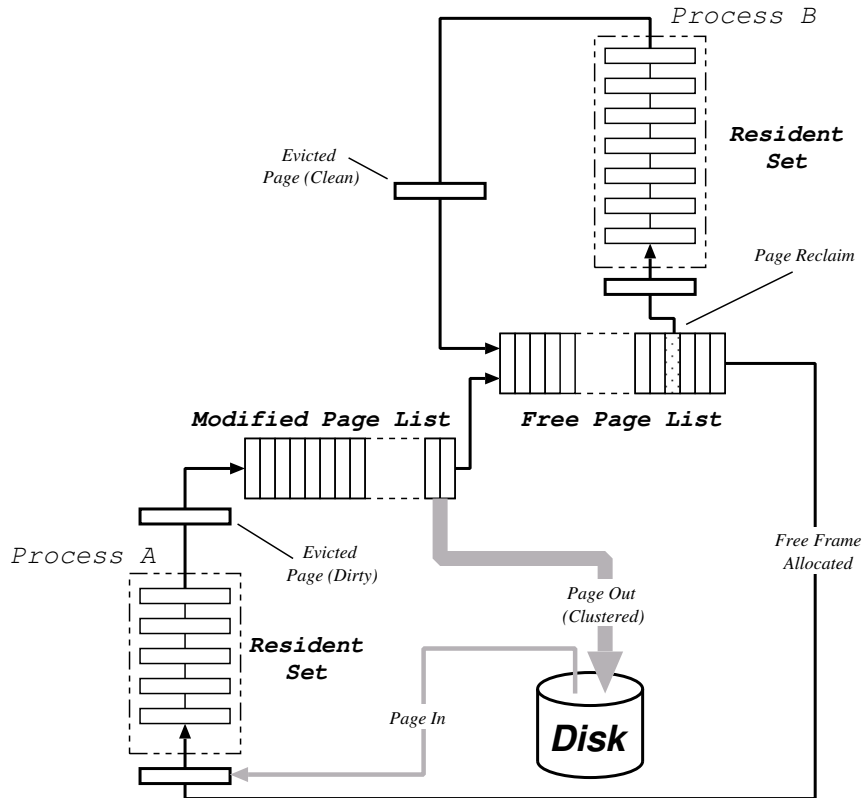 Process B
Resident
Set
Evicted
Page (Clean)
Page Reclaim
Modified Page List
Free Page List
Process A
Evicted
Page (Dirty)
Free Frame
Allocated
Page Out
(Clustered)
Resident
Set
Page In
Disk